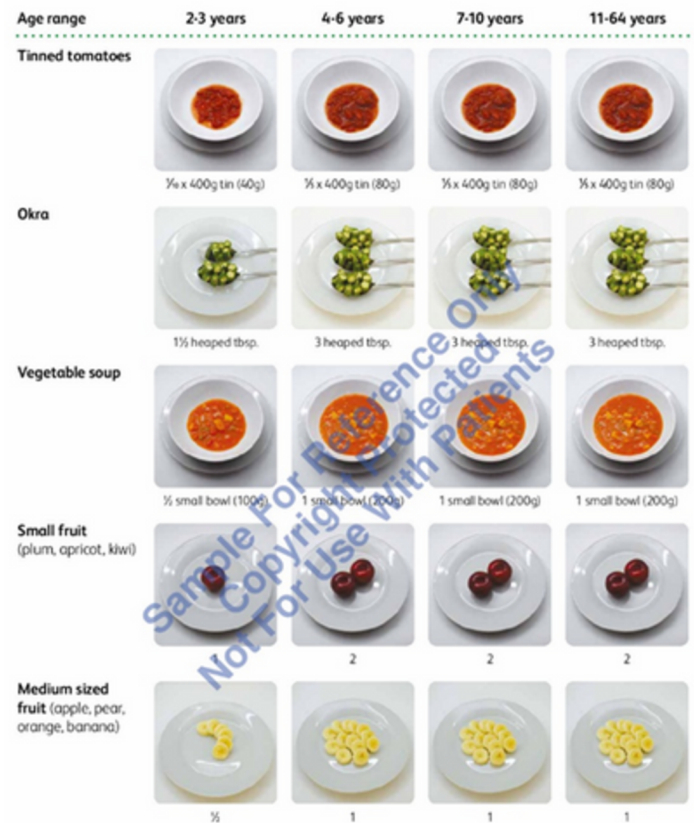 Age range 2-3 years 4-6 years 7-10 years 11-64 years
Tinned tomatoes
⅒ x 400g tin (40g) ⅕ x 400g tin (80g) ⅕ x 400g tin (80g) ⅕ x 400g tin (80g)
Okra
1½ heaped tbsp. 3 heaped tbsp. 3 heaped tbsp. 3 heaped tbsp.
Vegetable soup
½ small bowl (100g) 1 small bowl (200g) 1 small bowl (200g) 1 small bowl (200g)
Small fruit
(plum, apricot, kiwi)
1 2 2 2
Medium sized
fruit (apple, pear,
orange, banana)
½ 1 1 1
Sample For Reference Only
Copyright Protected
Not For Use With Patients